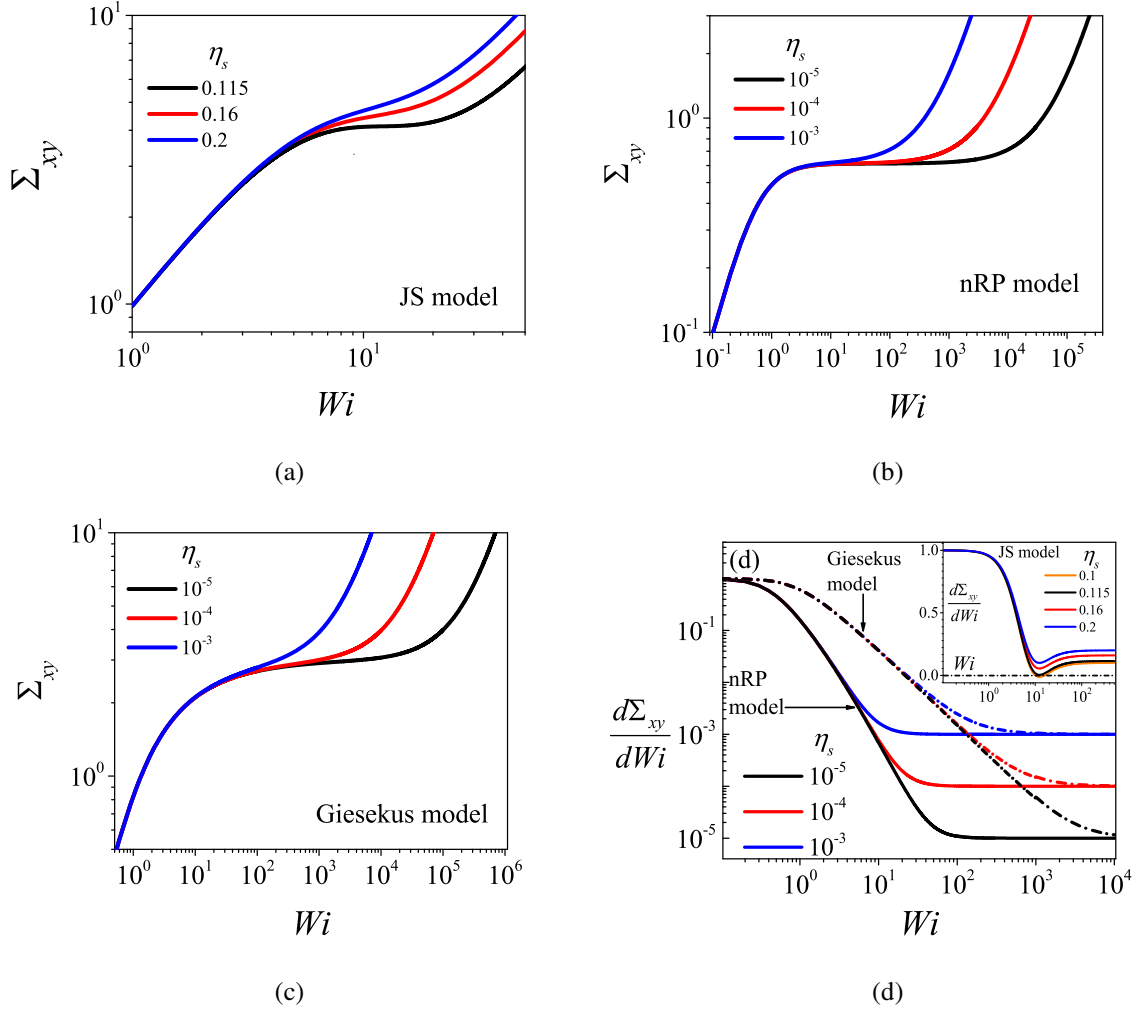 10^1
η_s
0.115
0.16
0.2
Σ_xy
10^0
JS model
10^0
10^1
Wi
(a)
η_s
10^-5
10^-4
10^-3
10^0
Σ_xy
nRP model
10^-1
10^-1
10^0
10^1
10^2
10^3
10^4
10^5
Wi
(b)
10^1
η_s
10^-5
10^-4
10^-3
Σ_xy
10^0
Giesekus model
10^0
10^1
10^2
10^3
10^4
10^5
10^6
Wi
(c)
(d)
Giesekus
model
1.0
JS model
η_s
0.1
0.115
0.16
0.2
dΣ_xy
dWi
0.5
Wi
0.0
10^0
10^2
10^-1
nRP
model
dΣ_xy
dWi
10^-3
η_s
10^-5
10^-4
10^-3
10^-5
10^0
10^1
10^2
10^3
10^4
Wi
(d)